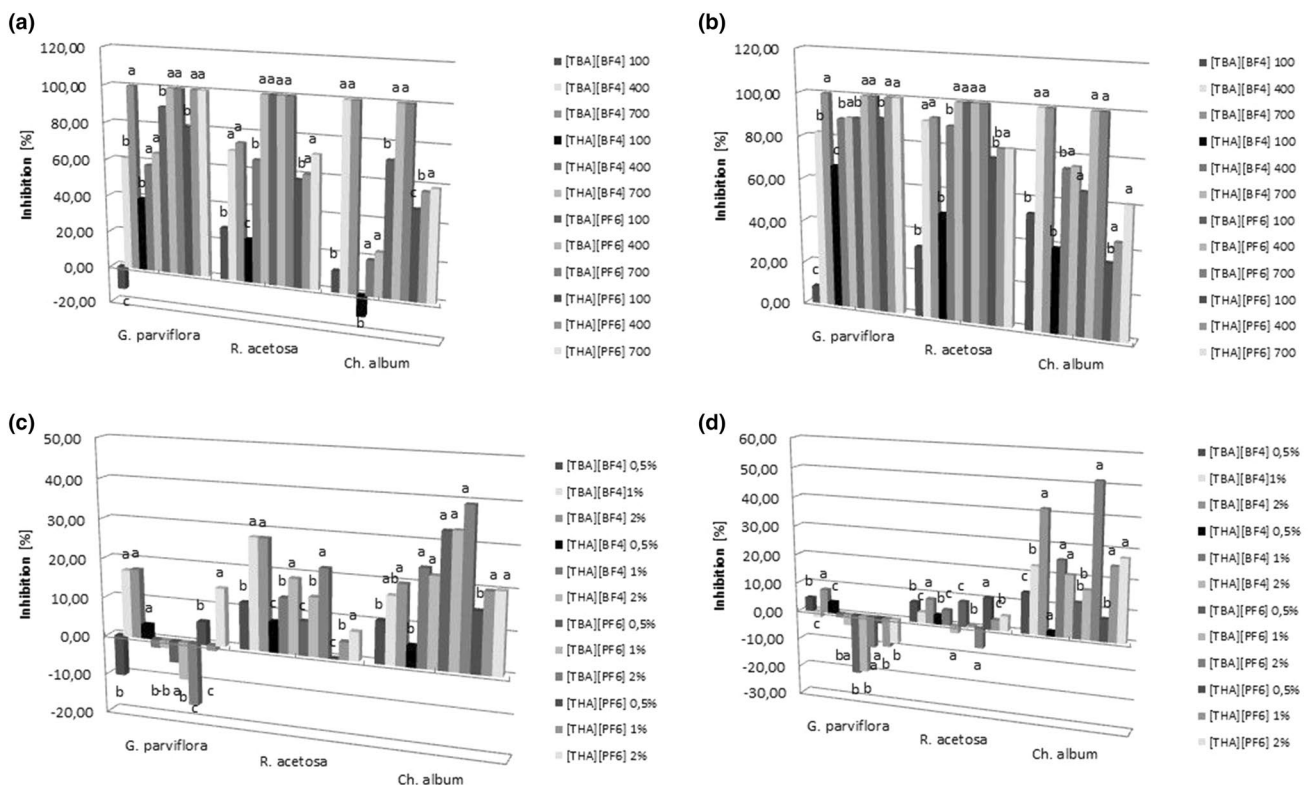 (a)
120,00
100,00
80,00
60,00
40,00
20,00
0,00
-20,00
Inhibition [%]
G. parviflora
R. acetosa
Ch. album
[TBA][BF4] 100
[TBA][BF4] 400
[TBA][BF4] 700
[THA][BF4] 100
[THA][BF4] 400
[THA][BF4] 700
[TBA][PF6] 100
[TBA][PF6] 400
[TBA][PF6] 700
[THA][PF6] 100
[THA][PF6] 400
[THA][PF6] 700
(b)
120,00
100,00
80,00
60,00
40,00
20,00
0,00
Inhibition [%]
G. parviflora
R. acetosa
Ch. album
[TBA][BF4] 100
[TBA][BF4] 400
[TBA][BF4] 700
[THA][BF4] 100
[THA][BF4] 400
[THA][BF4] 700
[TBA][PF6] 100
[TBA][PF6] 400
[TBA][PF6] 700
[THA][PF6] 100
[THA][PF6] 400
[THA][PF6] 700
(c)
50,00
40,00
30,00
20,00
10,00
0,00
-10,00
-20,00
Inhibition [%]
G. parviflora
R. acetosa
Ch. album
[TBA][BF4] 0,5%
[TBA][BF4]1%
[TBA][BF4] 2%
[THA][BF4] 0,5%
[THA][BF4] 1%
[THA][BF4] 2%
[TBA][PF6] 0,5%
[TBA][PF6] 1%
[TBA][PF6] 2%
[THA][PF6] 0,5%
[THA][PF6] 1%
[THA][PF6] 2%
(d)
60,00
50,00
40,00
30,00
20,00
10,00
0,00
-10,00
-20,00
-30,00
Inhibition [%]
G. parviflora
R. acetosa
Ch. album
[TBA][BF4] 0,5%
[TBA][BF4]1%
[TBA][BF4] 2%
[THA][BF4] 0,5%
[THA][BF4] 1%
[THA][BF4] 2%
[TBA][PF6] 0,5%
[TBA][PF6] 1%
[TBA][PF6] 2%
[THA][PF6] 0,5%
[THA][PF6] 1%
[THA][PF6] 2%